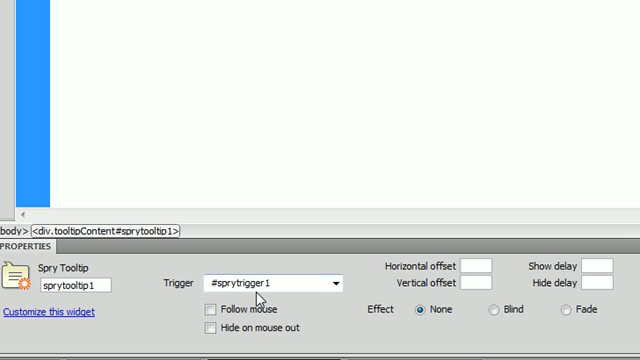 body> <div.tooltipContent#sprytooltip1>
PROPERTIES
Spry Tooltip
sprytooltip1
Customize this widget
Trigger #sprytrigger1
Follow mouse
Hide on mouse out
Horizontal offset
Vertical offset
Show delay
Hide delay
Effect None Blind Fade